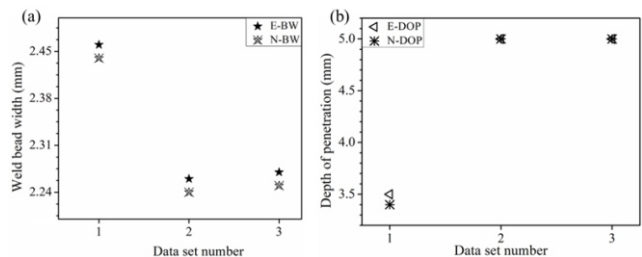 (a)
E-BW
N-BW
2.45
2.38
2.31
2.24
Weld bead width (mm)
1 2 3
Data set number
(b)
E-DOP
N-DOP
5.0
4.5
4.0
3.5
Depth of penetration (mm)
1 2 3
Data set number